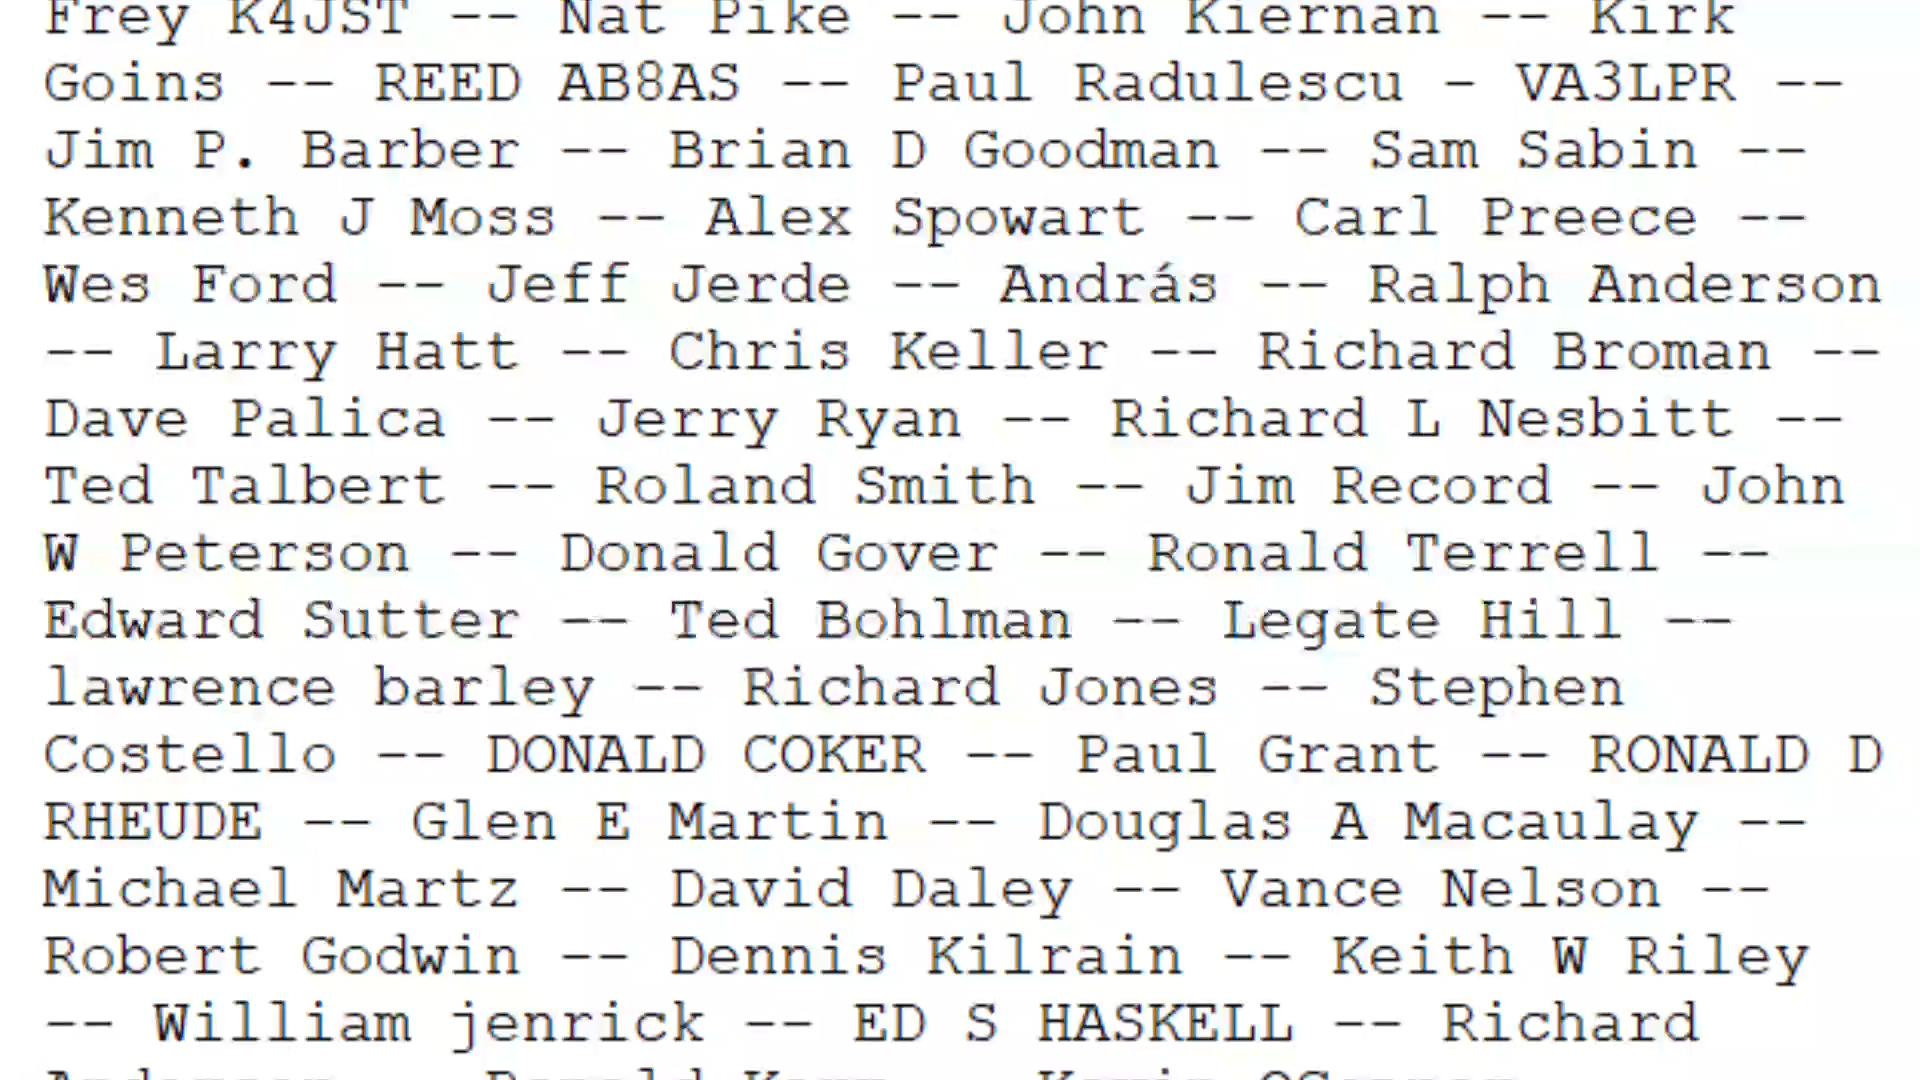 Frey K4JST -- Nat Pike -- John Kiernan -- Kirk
Goins -- REED AB8AS -- Paul Radulescu - VA3LPR --
Jim P. Barber -- Brian D Goodman -- Sam Sabin --
Kenneth J Moss -- Alex Spowart -- Carl Preece --
Wes Ford -- Jeff Jerde -- András -- Ralph Anderson
-- Larry Hatt -- Chris Keller -- Richard Broman --
Dave Palica -- Jerry Ryan -- Richard L Nesbitt --
Ted Talbert -- Roland Smith -- Jim Record -- John
W Peterson -- Donald Gover -- Ronald Terrell --
Edward Sutter -- Ted Bohlman -- Legate Hill --
lawrence barley -- Richard Jones -- Stephen
Costello -- DONALD COKER -- Paul Grant -- RONALD D
RHEUDE -- Glen E Martin -- Douglas A Macaulay --
Michael Martz -- David Daley -- Vance Nelson --
Robert Godwin -- Dennis Kilrain -- Keith W Riley
-- William jenrick -- ED S HASKELL -- Richard